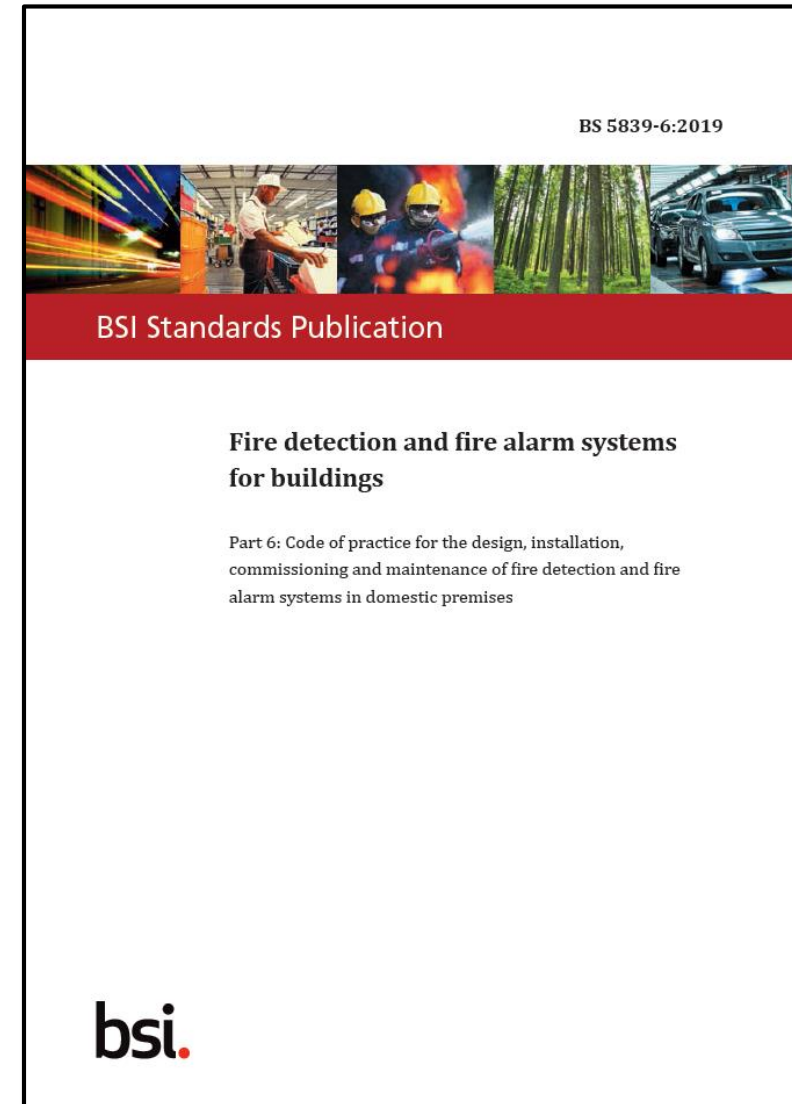 BS 5839-6:2019
BSI Standards Publication
Fire detection and fire alarm systems
for buildings
Part 6: Code of practice for the design, installation,
commissioning and maintenance of fire detection and fire
alarm systems in domestic premises
bsi.